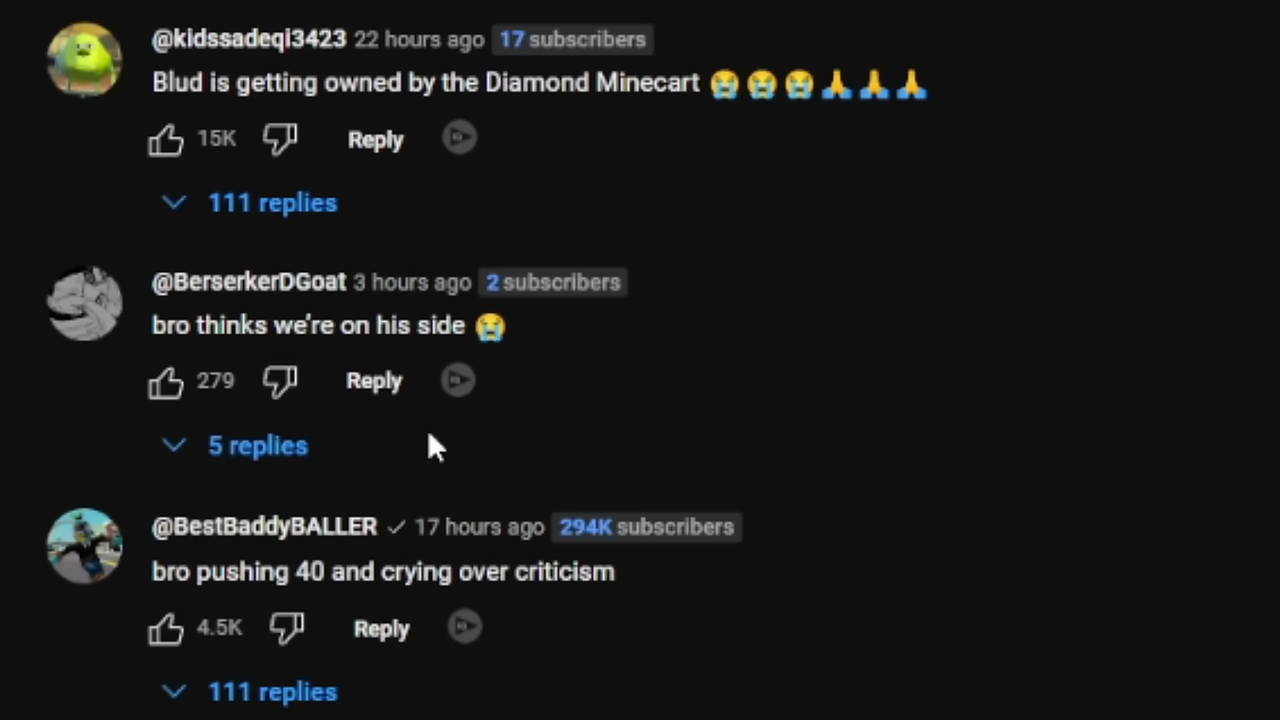 @kidssadeqi3423 22 hours ago 17 subscribers
Blud is getting owned by the Diamond Minecart 😭😭😭🙏🙏🙏
15K Reply
111 replies
@BerserkerDGoat 3 hours ago 2 subscribers
bro thinks we're on his side 😭
279 Reply
5 replies
@BestBaddyBALLER 17 hours ago 294K subscribers
bro pushing 40 and crying over criticism
4.5K Reply
111 replies